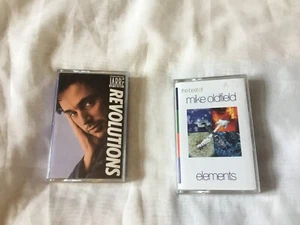 JARRE
REVOLUTIONS
the best of
mike oldfield
elements